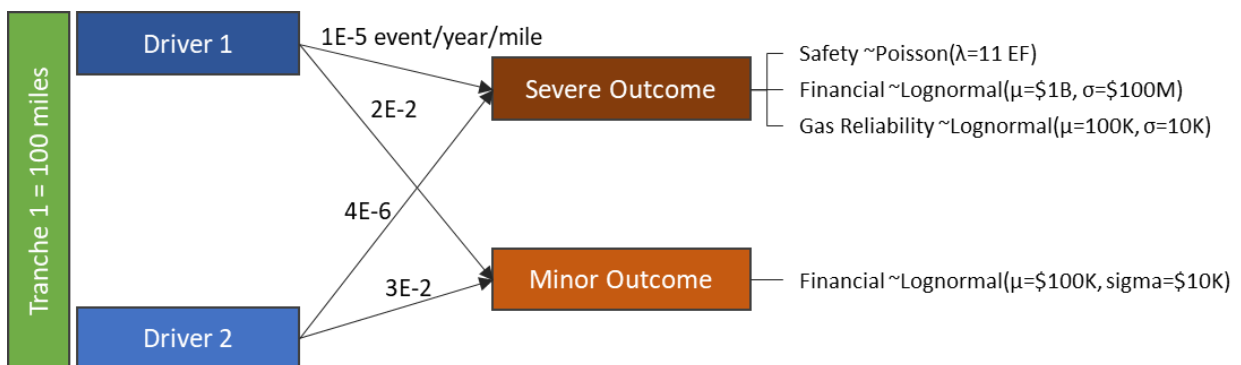 Tranche 1 = 100 miles
Driver 1
1E-5 event/year/mile
2E-2
4E-6
3E-2
Driver 2
Severe Outcome
Safety ~Poisson(λ=11 EF)
Financial ~Lognormal(μ=$1B, σ=$100M)
Gas Reliability ~Lognormal(μ=100K, σ=10K)
Minor Outcome
Financial ~Lognormal(μ=$100K, sigma=$10K)